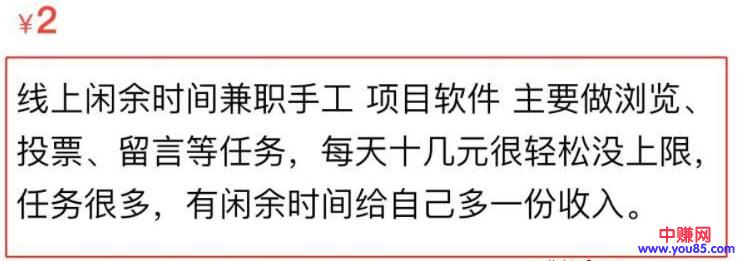 ¥2
线上闲余时间兼职手工 项目软件 主要做浏览、
投票、留言等任务，每天十几元很轻松没上限，
任务很多，有闲余时间给自己多一份收入。
中赚网
www.you85.com